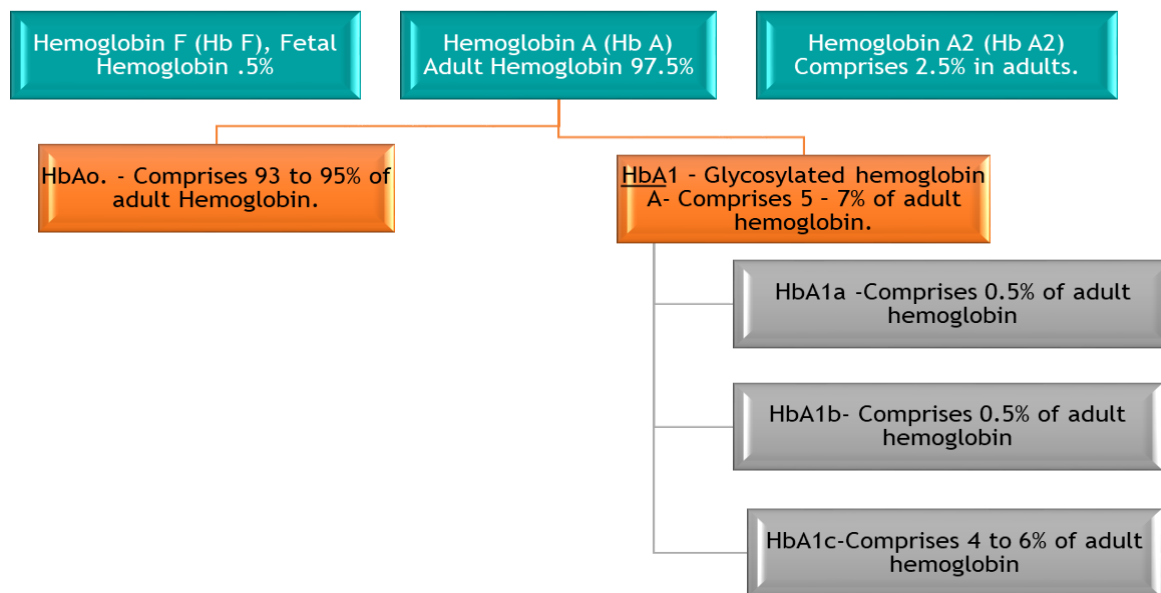 Hemoglobin F (Hb F), Fetal
Hemoglobin .5%
Hemoglobin A (Hb A)
Adult Hemoglobin 97.5%
Hemoglobin A2 (Hb A2)
Comprises 2.5% in adults.
HbAo. - Comprises 93 to 95% of
adult Hemoglobin.
HbA1 – Glycosylated hemoglobin
A- Comprises 5 – 7% of adult
hemoglobin.
HbA1a -Comprises 0.5% of adult
hemoglobin
HbA1b- Comprises 0.5% of adult
hemoglobin
HbA1c-Comprises 4 to 6% of adult
hemoglobin